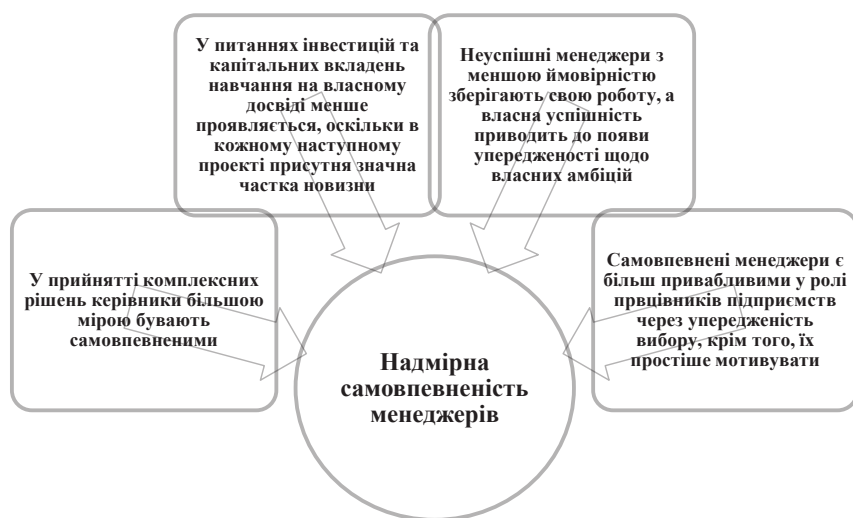 У питаннях інвестицій та
капітальних вкладень
навчання на власному
досвіді менше
проявляється, оскільки в
кожному наступному
проекті присутня значна
частка новизни
Неуспішні менеджери з
меншою ймовірністю
зберігають свою роботу, а
власна успішність
приводить до появи
упередженості щодо
власних амбіцій
У прийнятті комплексних
рішень керівники більшою
мірою бувають
самовпевненими
Самовпевнені менеджери є
більш привабливими у ролі
првцівників підприємств
через упередженість
вибору, крім того, їх
простіше мотивувати
Надмірна
самовпевненість
менеджерів